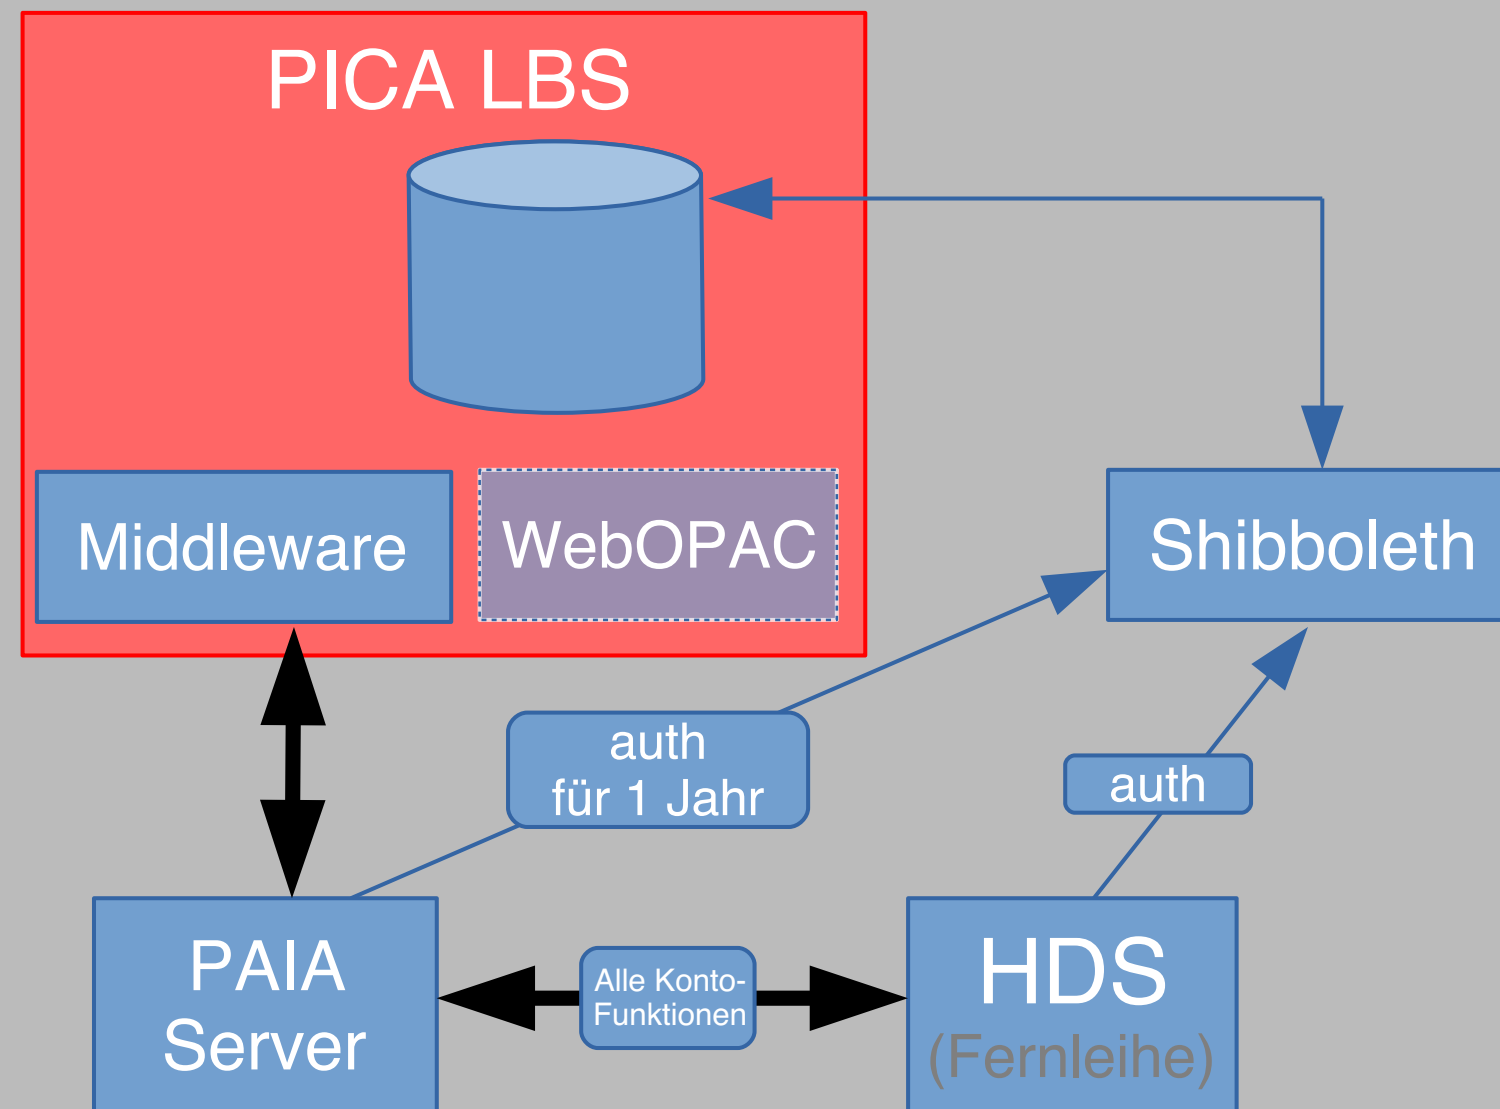 PICA LBS
Middleware
WebOPAC
Shibboleth
auth
für 1 Jahr
auth
PAIA
Server
Alle Konto-
Funktionen
HDS
(Fernleihe)